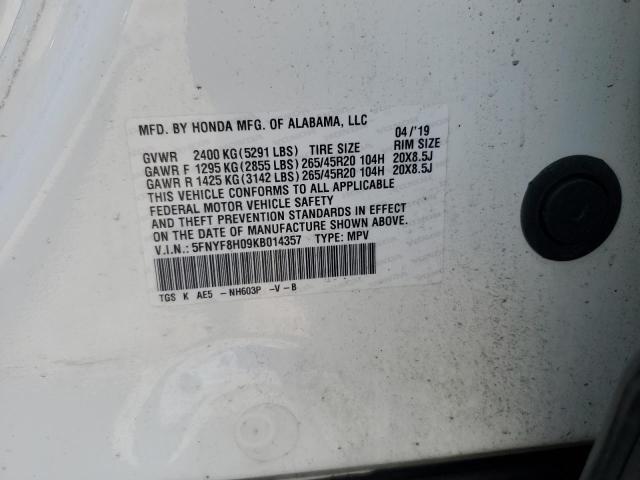 MFD. BY HONDA MFG. OF ALABAMA, LLC 04/'19
GVWR 2400 KG(5291 LBS) TIRE SIZE RIM SIZE
GAWR F 1295 KG(2855 LBS) 265/45R20 104H 20X8.5J
GAWR R 1425 KG(3142 LBS) 265/45R20 104H 20X8.5J
THIS VEHICLE CONFORMS TO ALL APPLICABLE
FEDERAL MOTOR VEHICLE SAFETY
AND THEFT PREVENTION STANDARDS IN EFFECT
ON THE DATE OF MANUFACTURE SHOWN ABOVE.
V.I.N.: 5FNYF8H09KB014357 TYPE: MPV
TGS K AE5 -NH603P -V-B